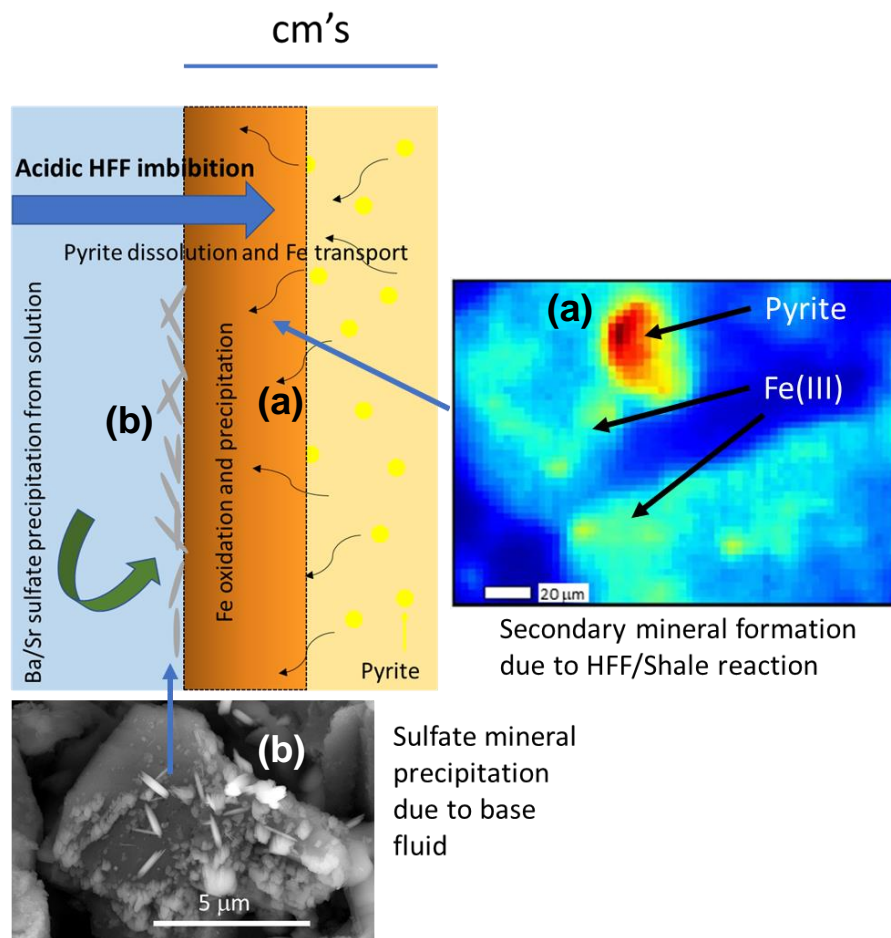 cm's
Acidic HFF imbibition
Pyrite dissolution and Fe transport
Ba/Sr sulfate precipitation from solution
(b)
Fe oxidation and precipitation
(a)
Pyrite
(a)
Pyrite
Fe(III)
20 μm
Secondary mineral formation
due to HFF/Shale reaction
(b)
5 μm
Sulfate mineral
precipitation
due to base
fluid